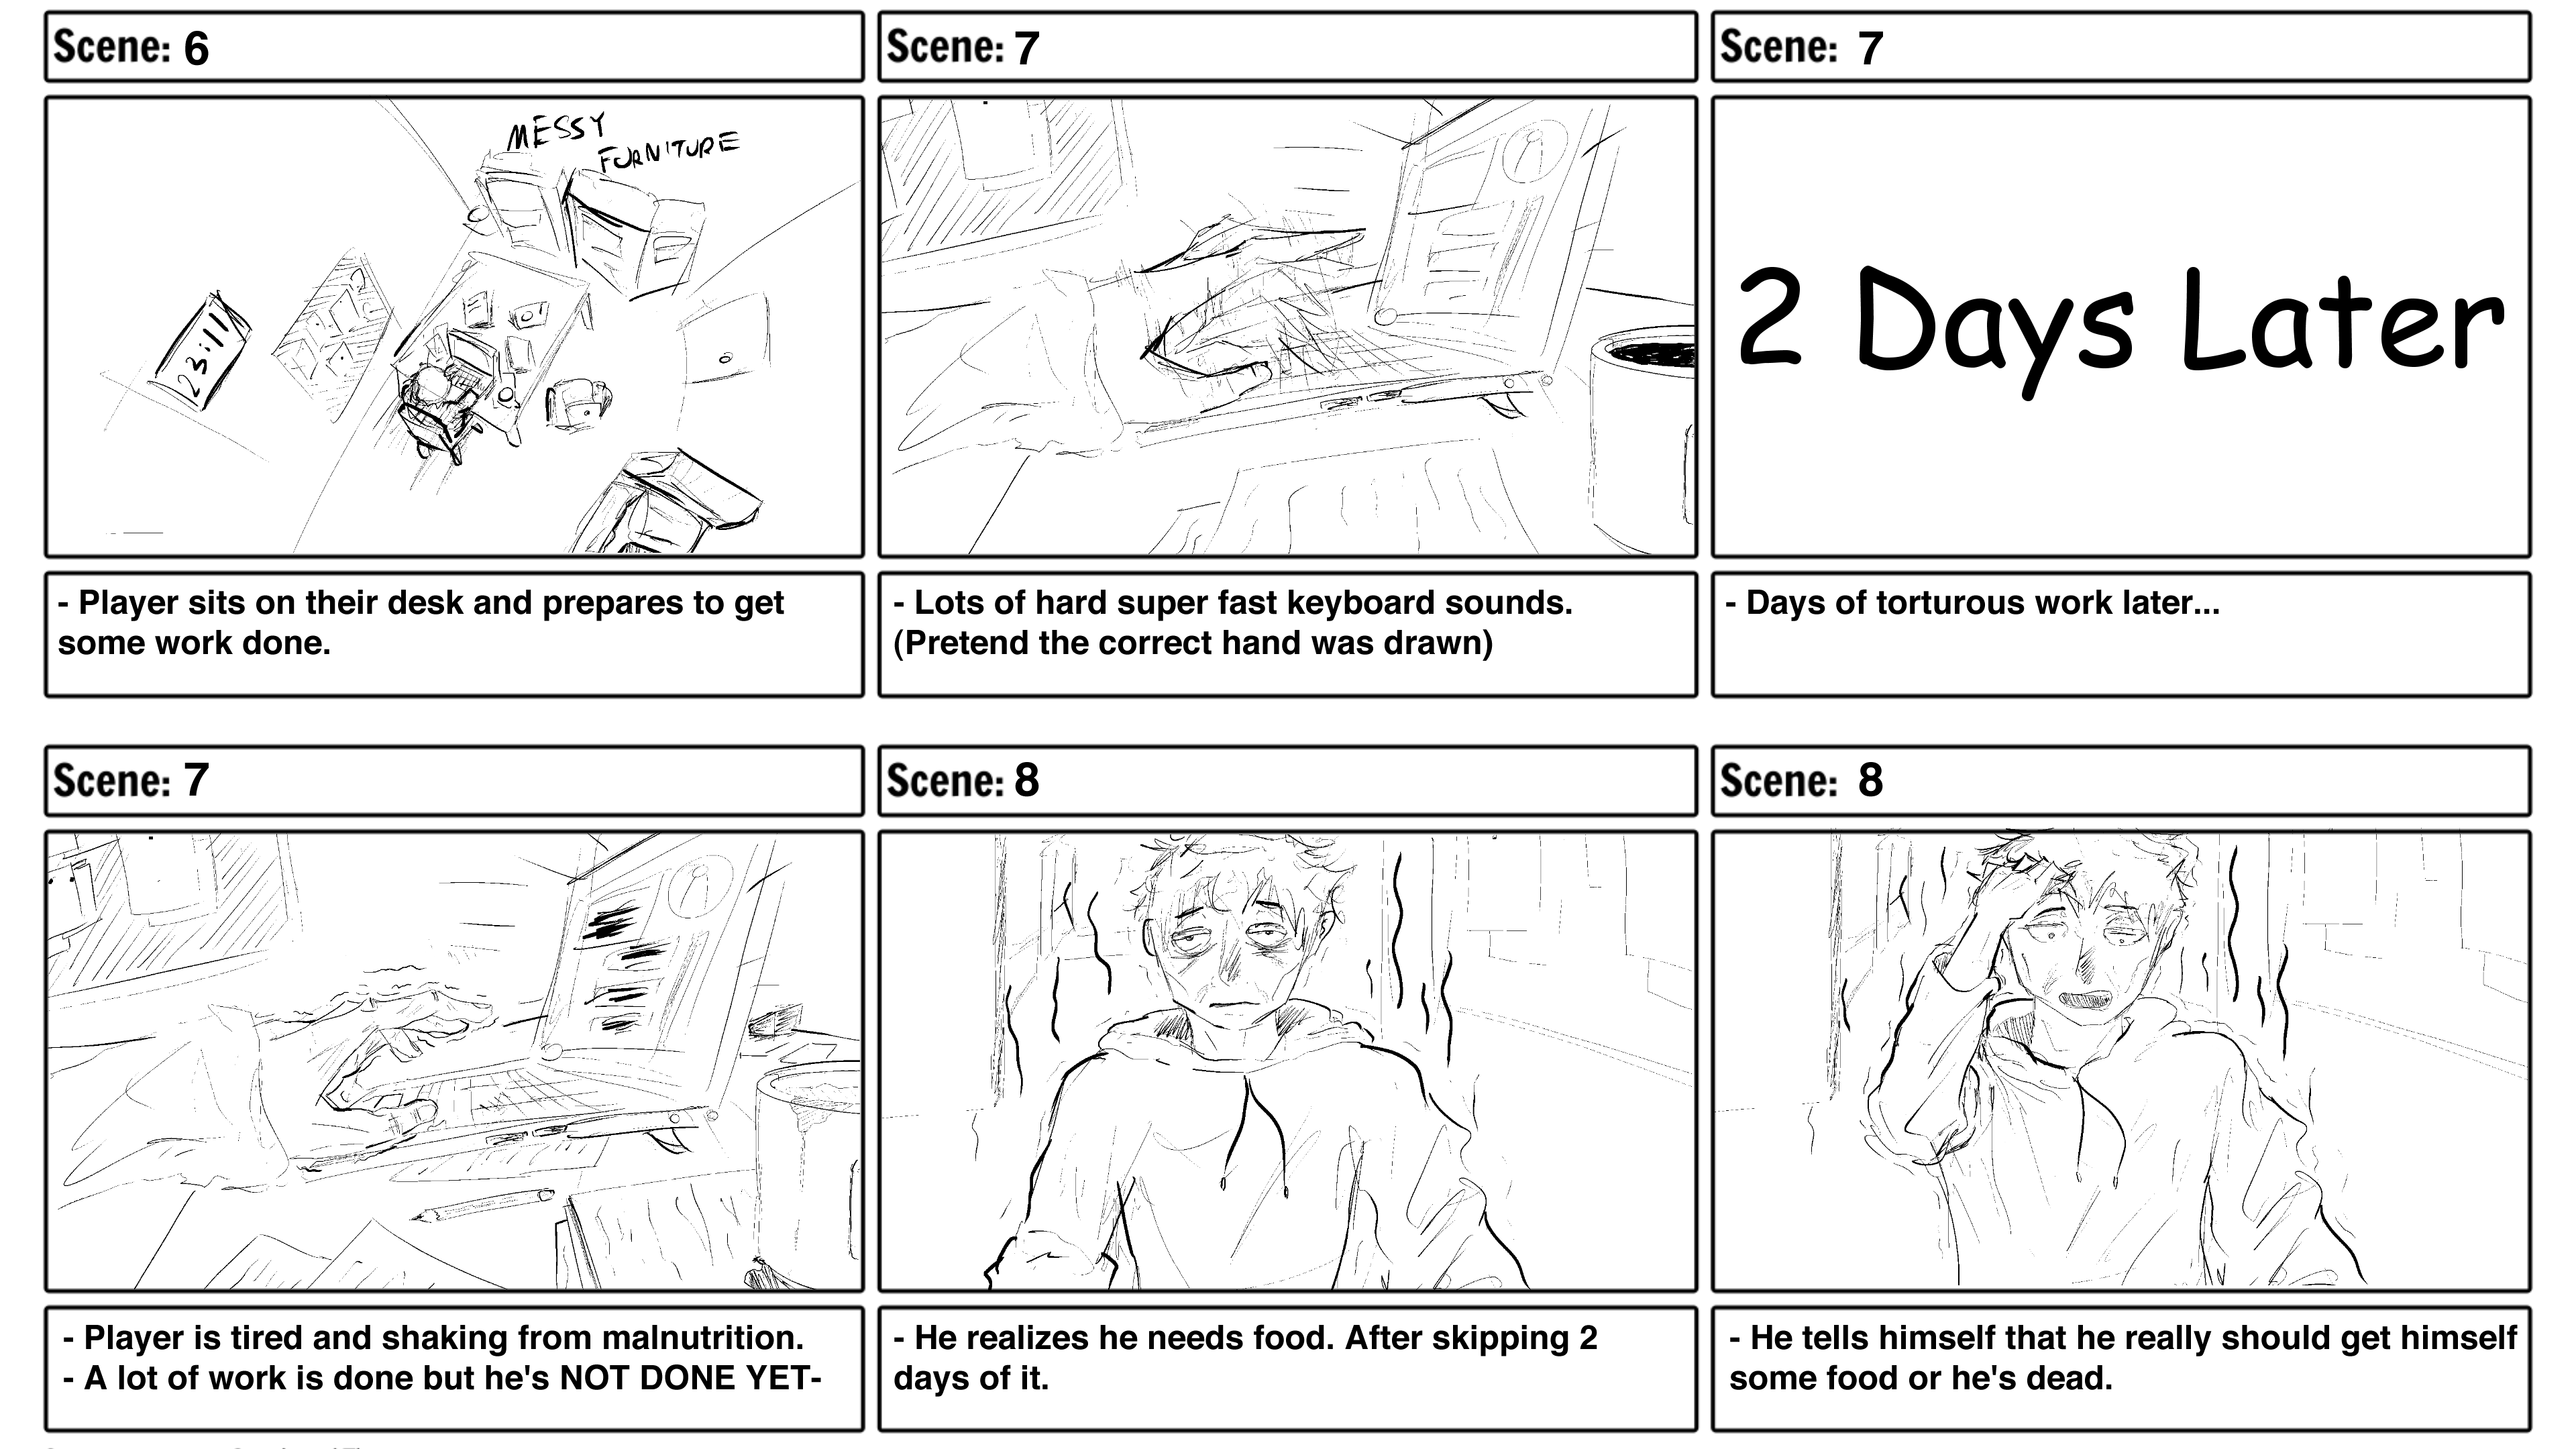 Scene: 6
Scene: 7
Scene: 7
MESSY
FURNITURE
23:11
2 Days Later
- Player sits on their desk and prepares to get
some work done.
- Lots of hard super fast keyboard sounds.
(Pretend the correct hand was drawn)
- Days of torturous work later...
Scene: 7
Scene: 8
Scene: 8
- Player is tired and shaking from malnutrition.
- A lot of work is done but he's NOT DONE YET-
- He realizes he needs food. After skipping 2
days of it.
- He tells himself that he really should get himself
some food or he's dead.